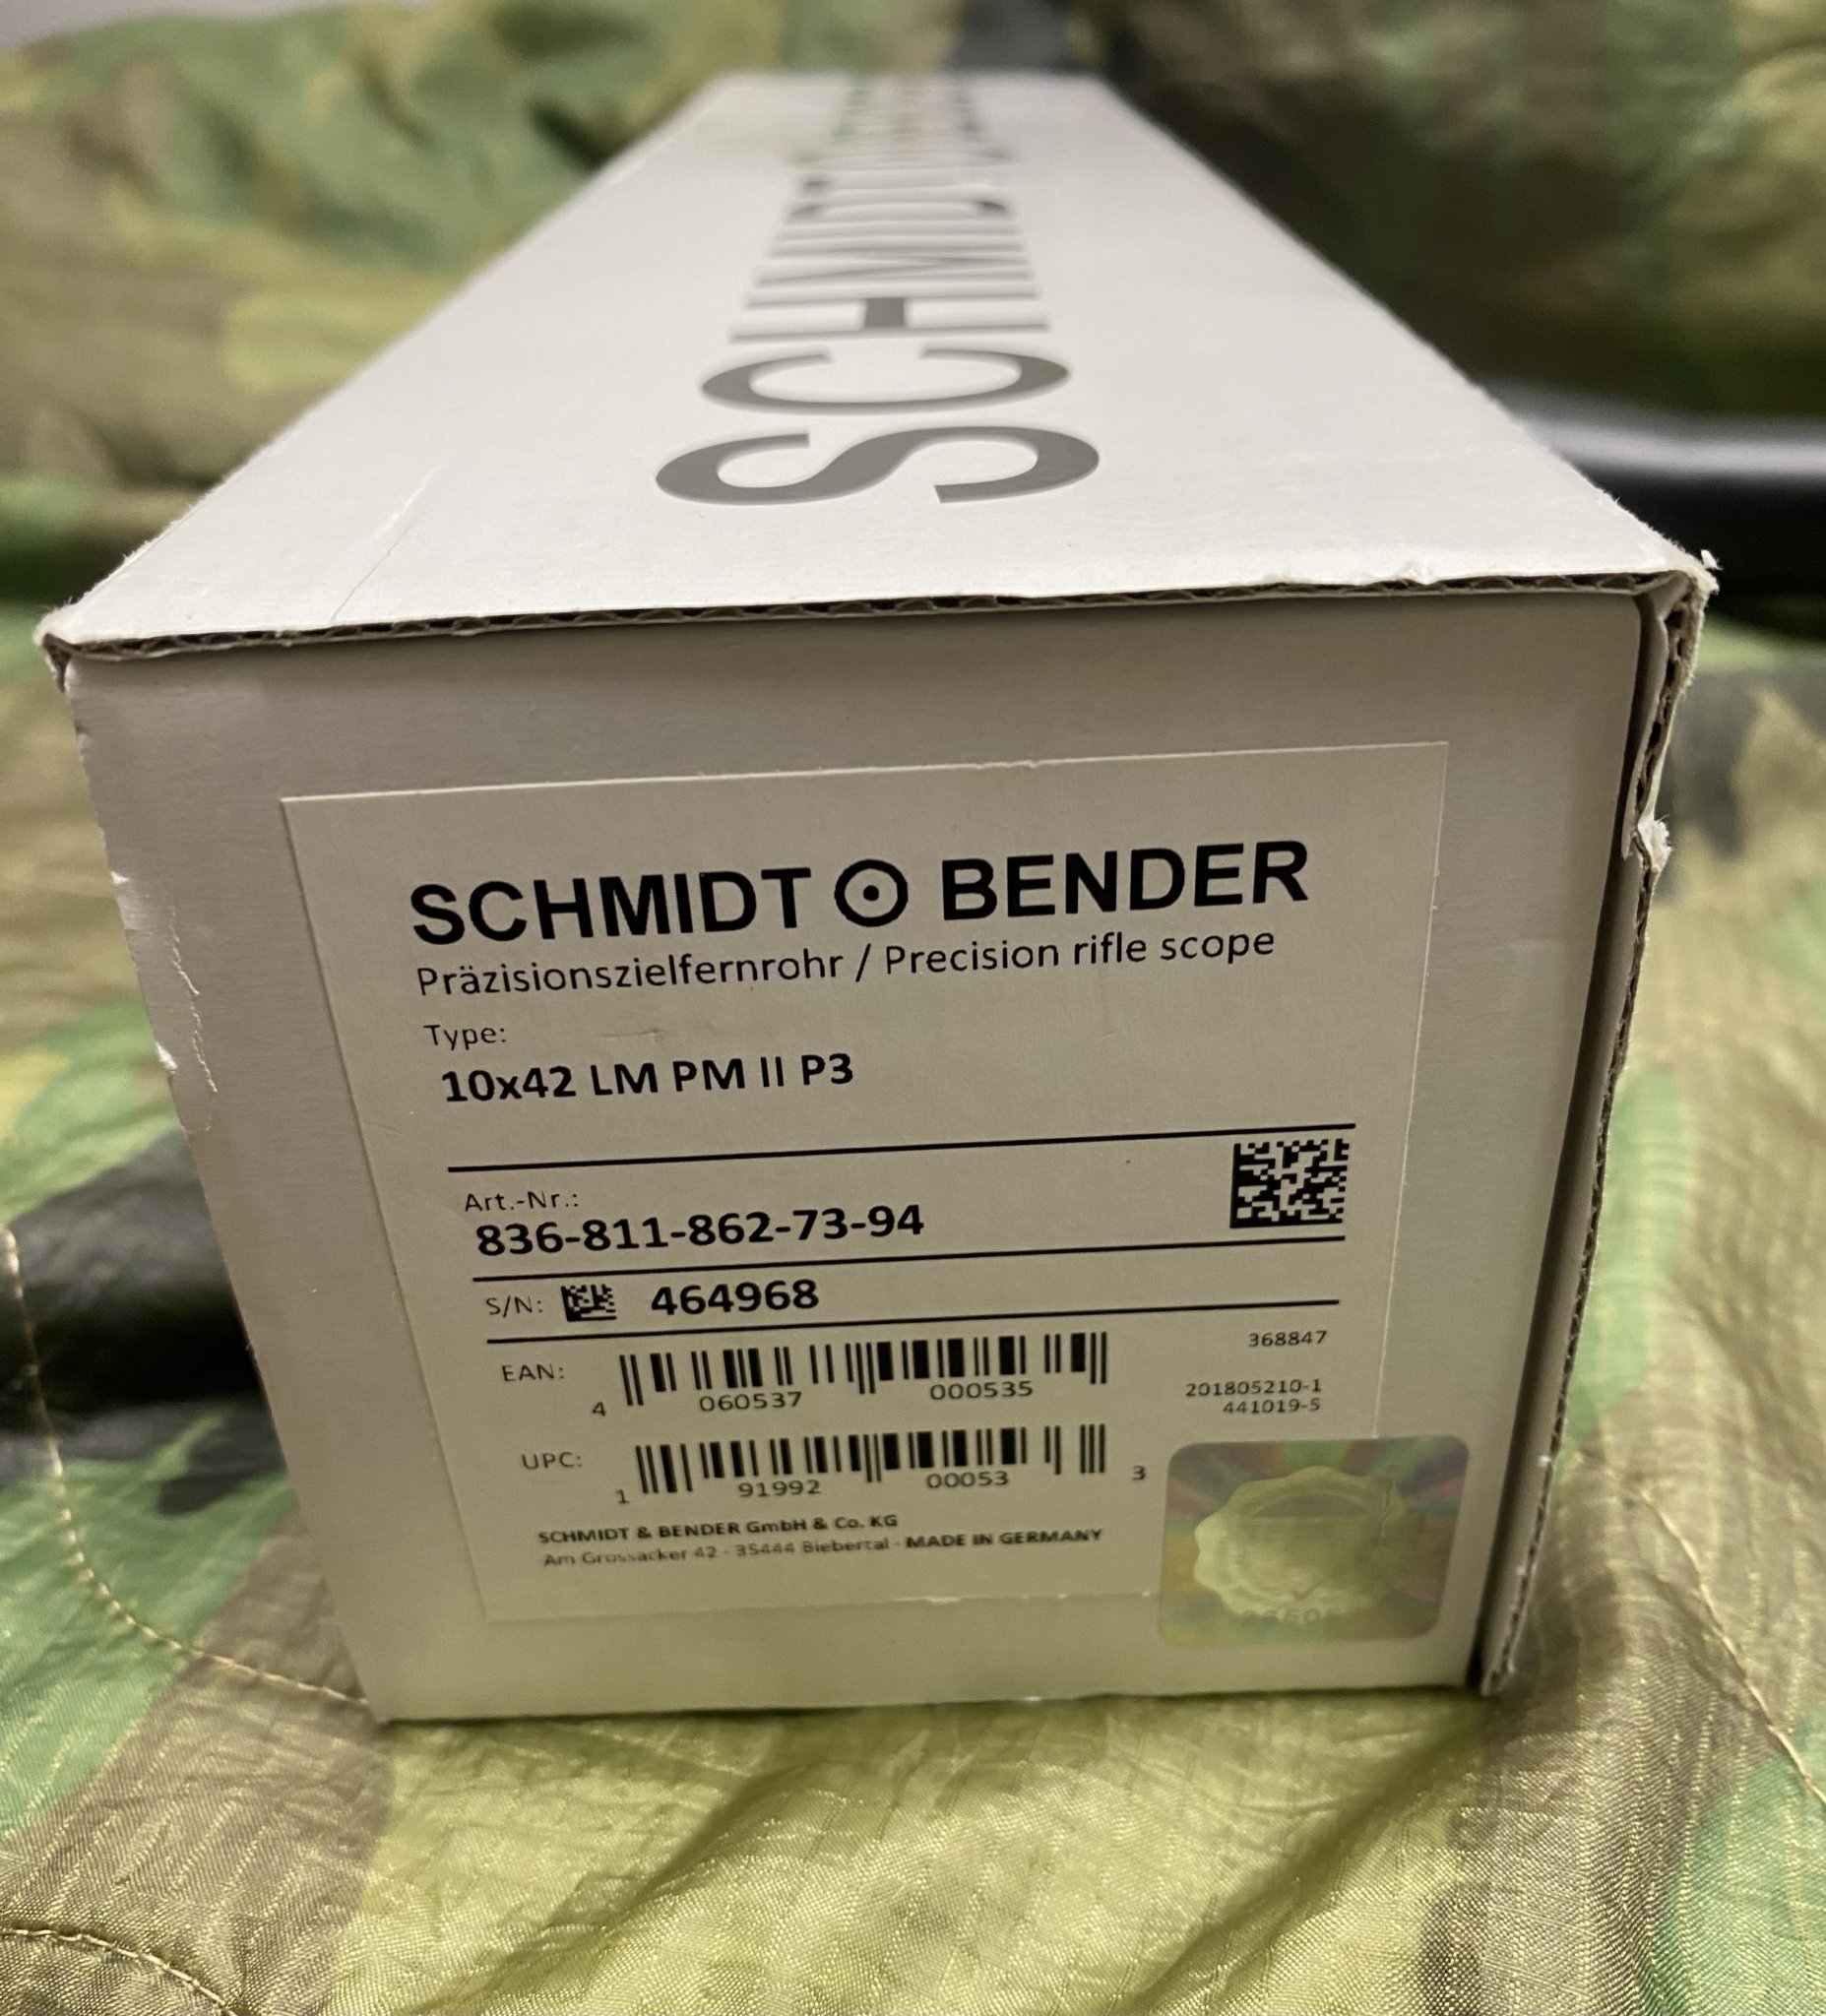 SCHMIDT
SCHMIDT BENDER
Präzisionszielfernrohr / Precision rifle scope
Type:
10x42 LM PM II P3
Art.-Nr.:
836-811-862-73-94
S/N: 464968
EAN:
4 060537 000535
368847
201805210-1
441019-5
UPC:
1 91992 00053 3
SCHMIDT & BENDER GmbH & Co. KG
Am Grossacker 42 - 35444 Biebertal - MADE IN GERMANY